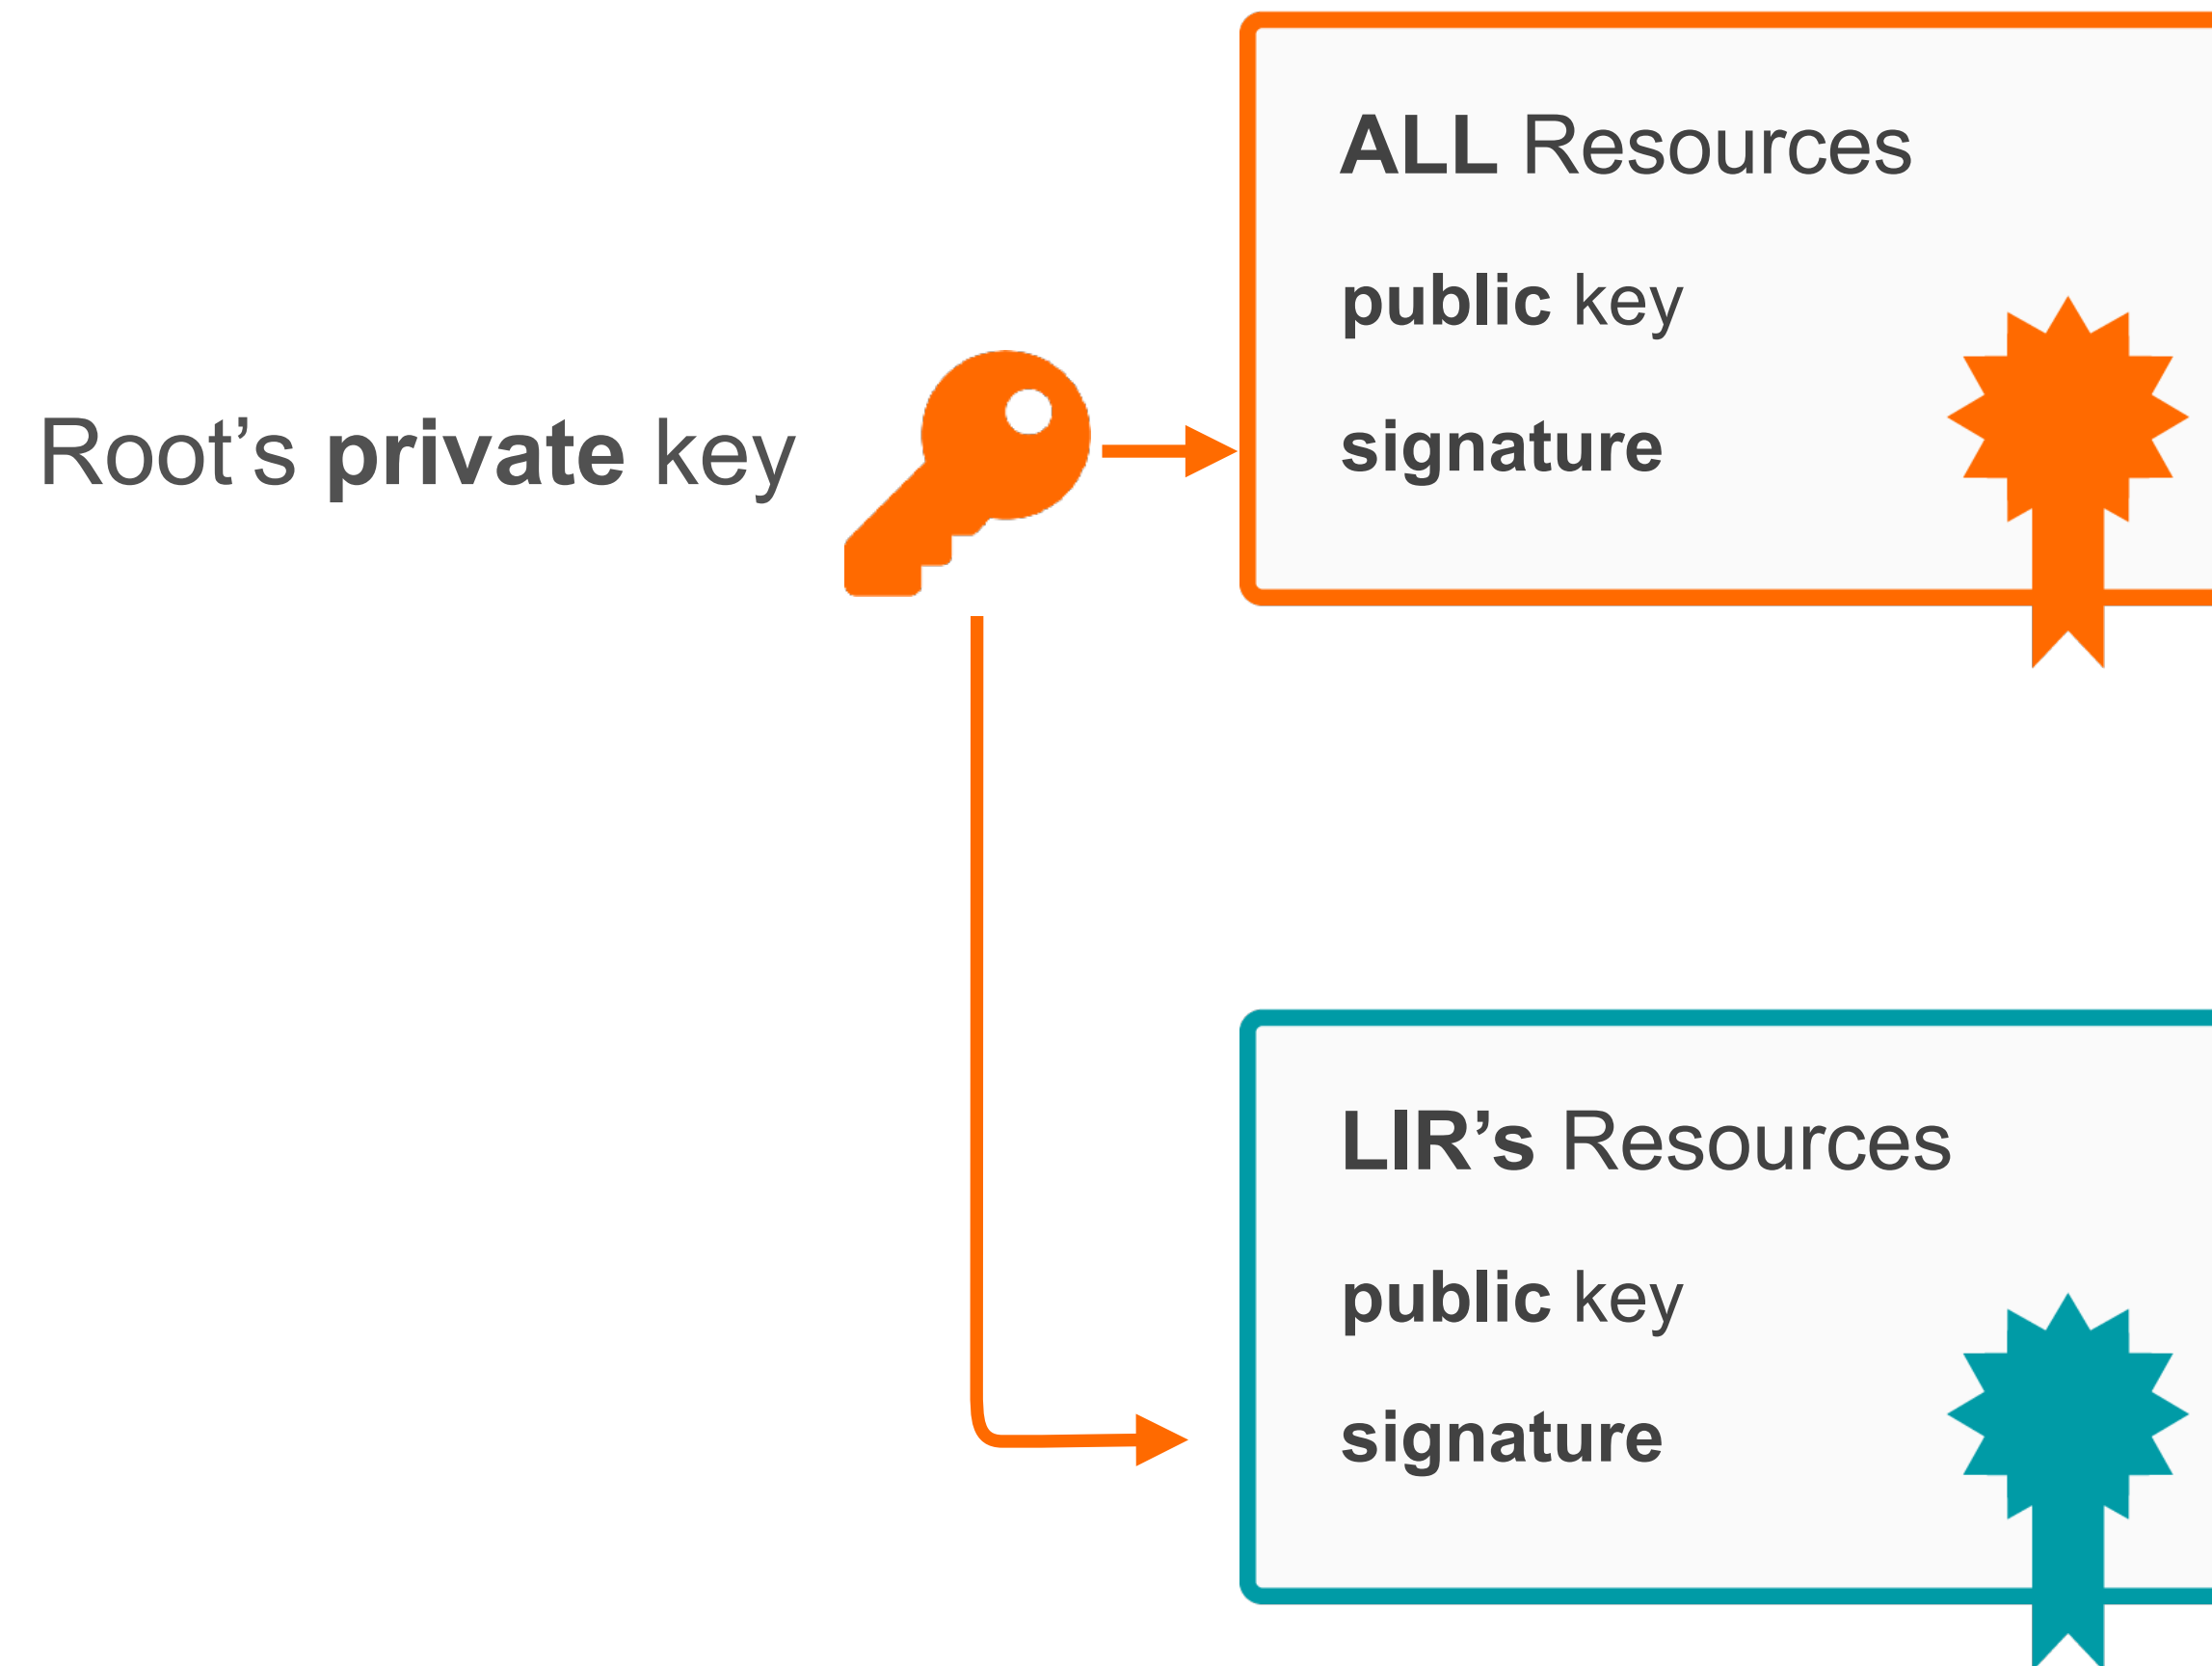 ALL Resources
public key
Root’s private key
signature
LIR’s Resources
public key
signature